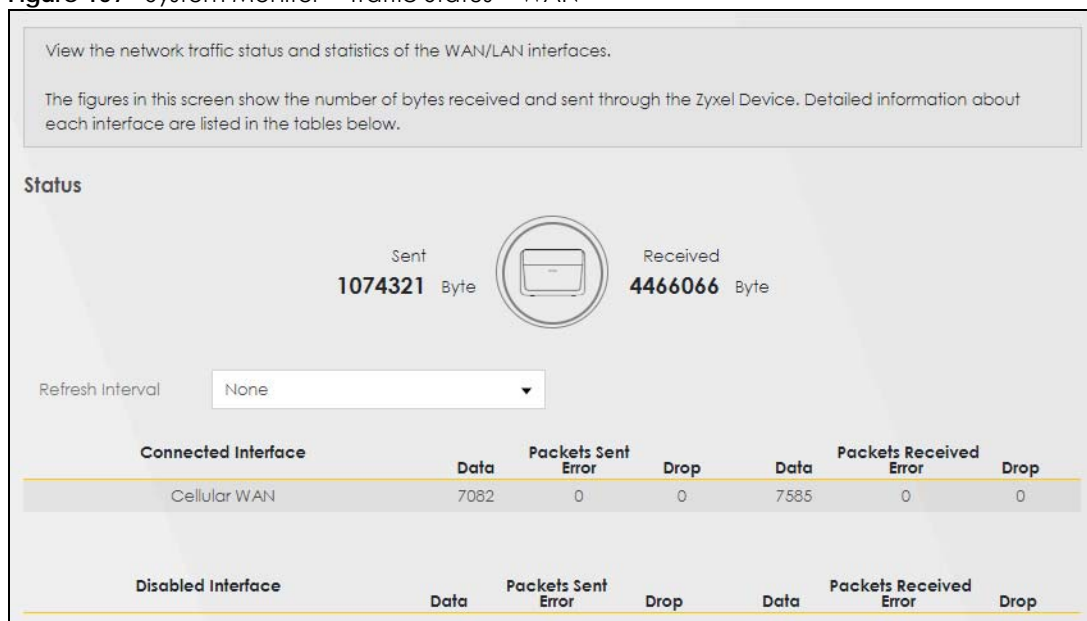 View the network traffic status and statistics of the WAN/LAN interfaces.
The figures in this screen show the number of bytes received and sent through the Zyxel Device. Detailed information about
each interface are listed in the tables below.
Status
Sent
1074321 Byte
Received
4466066 Byte
Refresh Interval None
Connected Interface Packets Sent Packets Received
Data Error Drop Data Error Drop
Cellular WAN 7082 0 0 7585 0 0
Disabled Interface Packets Sent Packets Received
Data Error Drop Data Error Drop